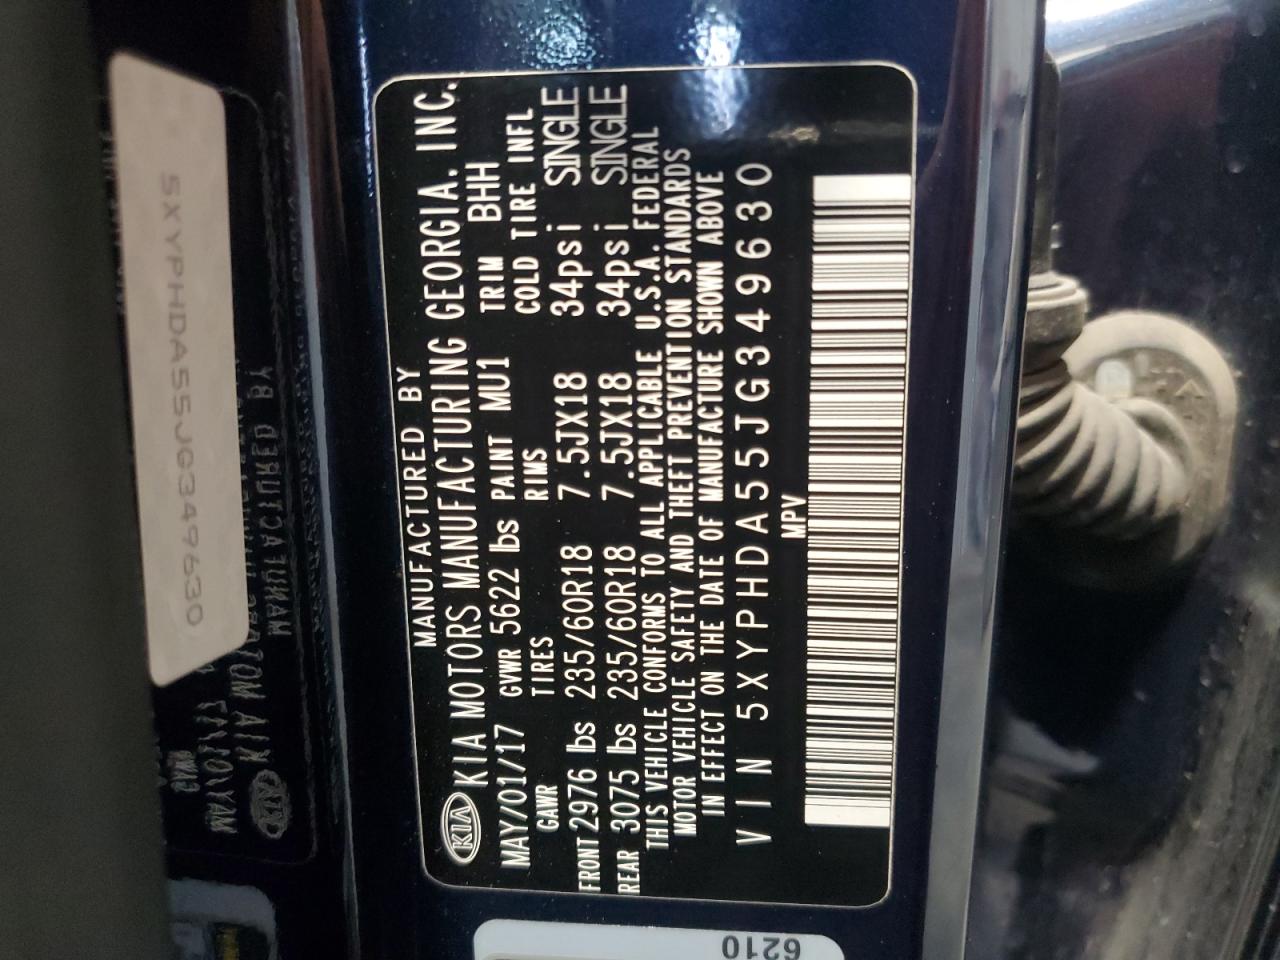 MANUFACTURED BY
KIA KIA MOTORS MANUFACTURING GEORGIA. INC.
MAY/01/17 GVWR 5622 lbs PAINT MU1 TRIM BHH
GAWR TIRES RIMS COLD TIRE INFL
FRONT 2976 lbs 235/60R18 7.5JX18 34psi SINGLE
REAR 3075 lbs 235/60R18 7.5JX18 34psi SINGLE
THIS VEHICLE CONFORMS TO ALL APPLICABLE U.S.A. FEDERAL
MOTOR VEHICLE SAFETY AND THEFT PREVENTION STANDARDS
IN EFFECT ON THE DATE OF MANUFACTURE SHOWN ABOVE
VIN 5XYPHDA55JG349630
MPV
5XYPHDA55JG349630
6210